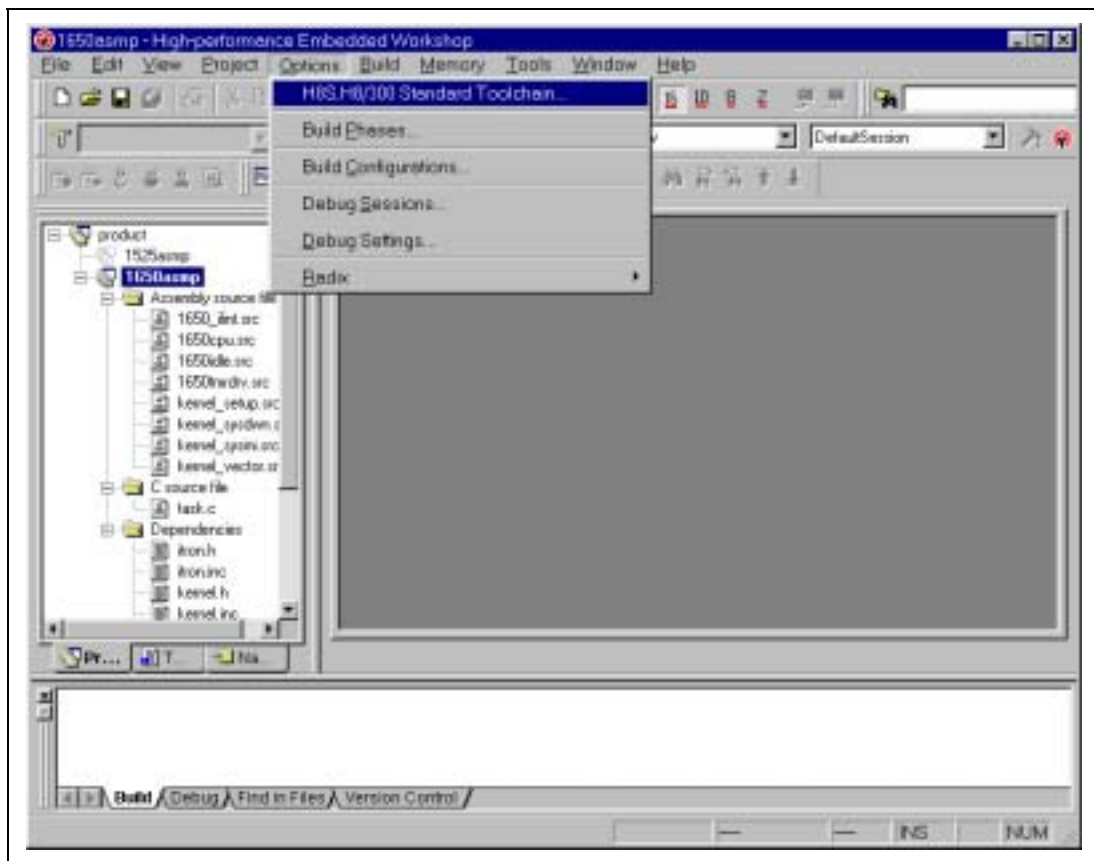 1650asmp - High-performance Embedded Workshop
File Edit View Project Options Build Memory Tools Window Help
H8S,H8/300 Standard Toolchain...
Build Phases...
Build Configurations...
Debug Sessions...
Debug Settings...
Radix
DefaultSession
product
1525asmp
1650asmp
Assembly source file
1650_ilint.src
1650cpu.src
1650idle.src
1650tmrdrv.src
kernel_setup.src
kernel_sysdwn.s
kernel_sysini.src
kernel_vector.sr
C source file
task.c
Dependencies
itron.h
itron.inc
kernel.h
kernel.inc
Pr... T... Na...
Build Debug Find in Files Version Control
INS NUM